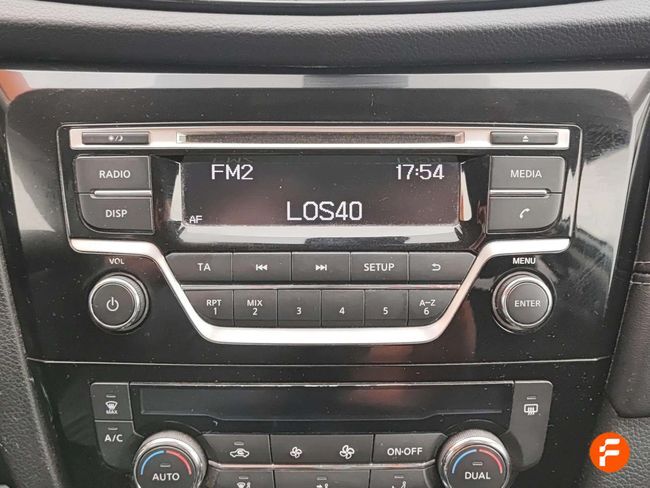 FM2 17:54
LOS40
AF
RADIO
MEDIA
DISP
VOL
MENU
TA
SETUP
RPT 1
MIX 2
3
4
5
A-Z 6
ENTER
MAX
A/C
AUTO
ON·OFF
DUAL
F